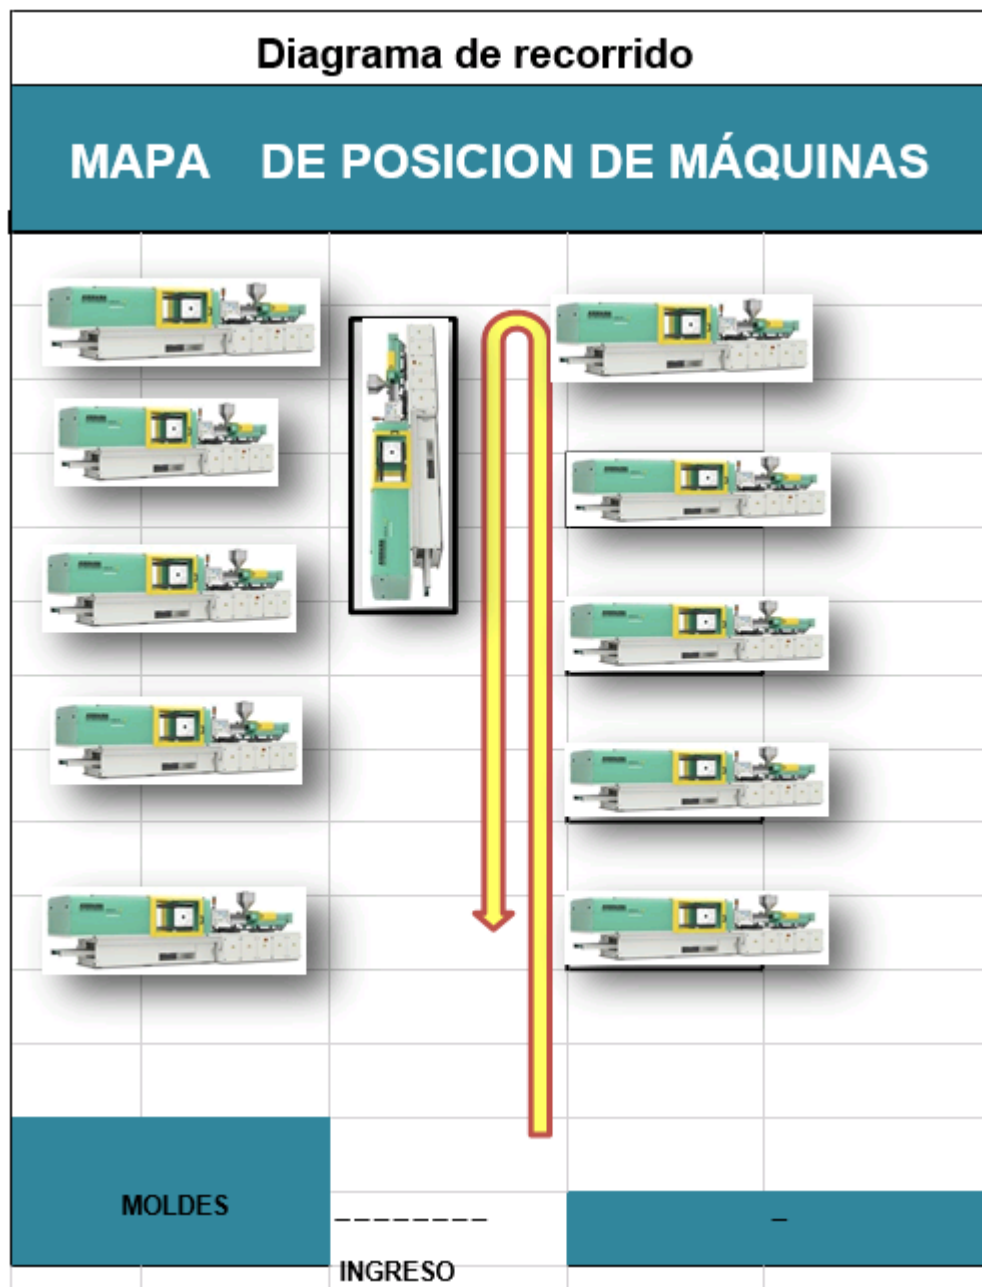 Diagrama de recorrido
MAPA DE POSICION DE MÁQUINAS
MOLDES
_ _ _ _ _ _ _ _
_
INGRESO